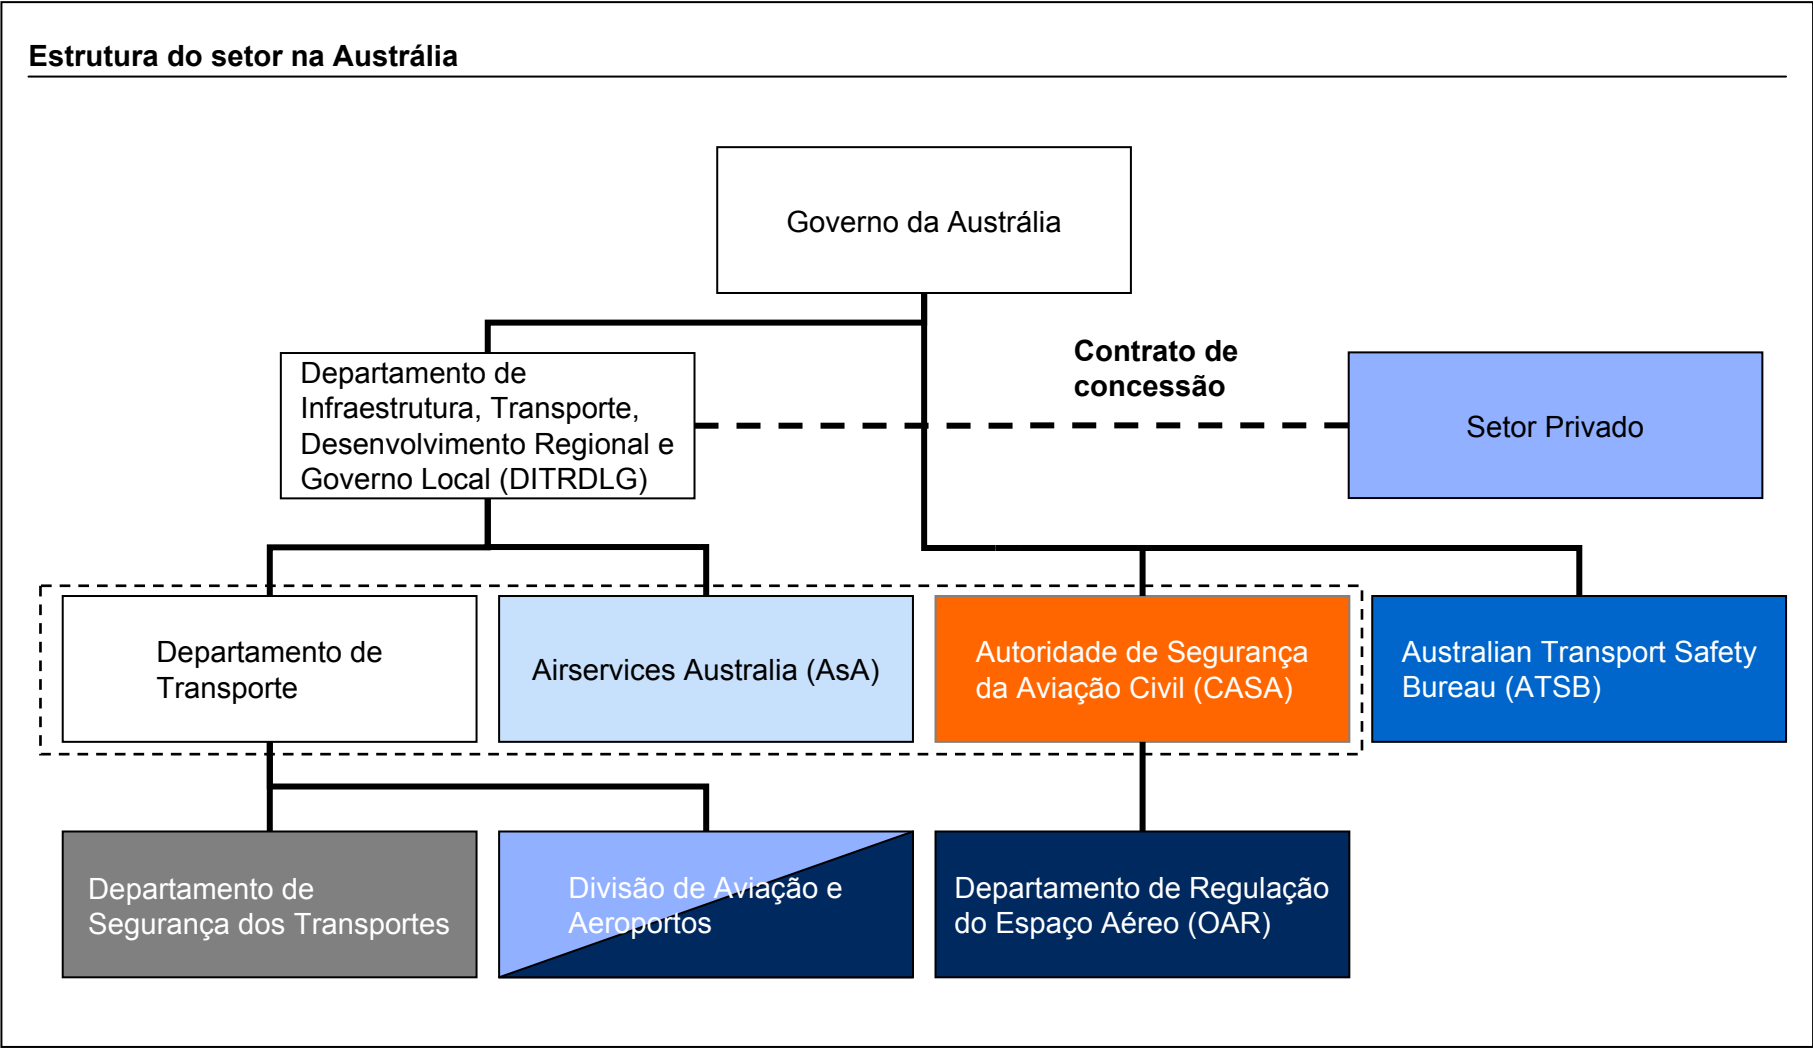 Estrutura do setor na Austrália
Governo da Austrália
Departamento de
Infraestrutura, Transporte,
Desenvolvimento Regional e
Governo Local (DITRDLG)
Contrato de
concessão
Setor Privado
Departamento de
Transporte
Airservices Australia (AsA)
Autoridade de Segurança
da Aviação Civil (CASA)
Australian Transport Safety
Bureau (ATSB)
Departamento de
Segurança dos Transportes
Divisão de Aviação e
Aeroportos
Departamento de Regulação
do Espaço Aéreo (OAR)